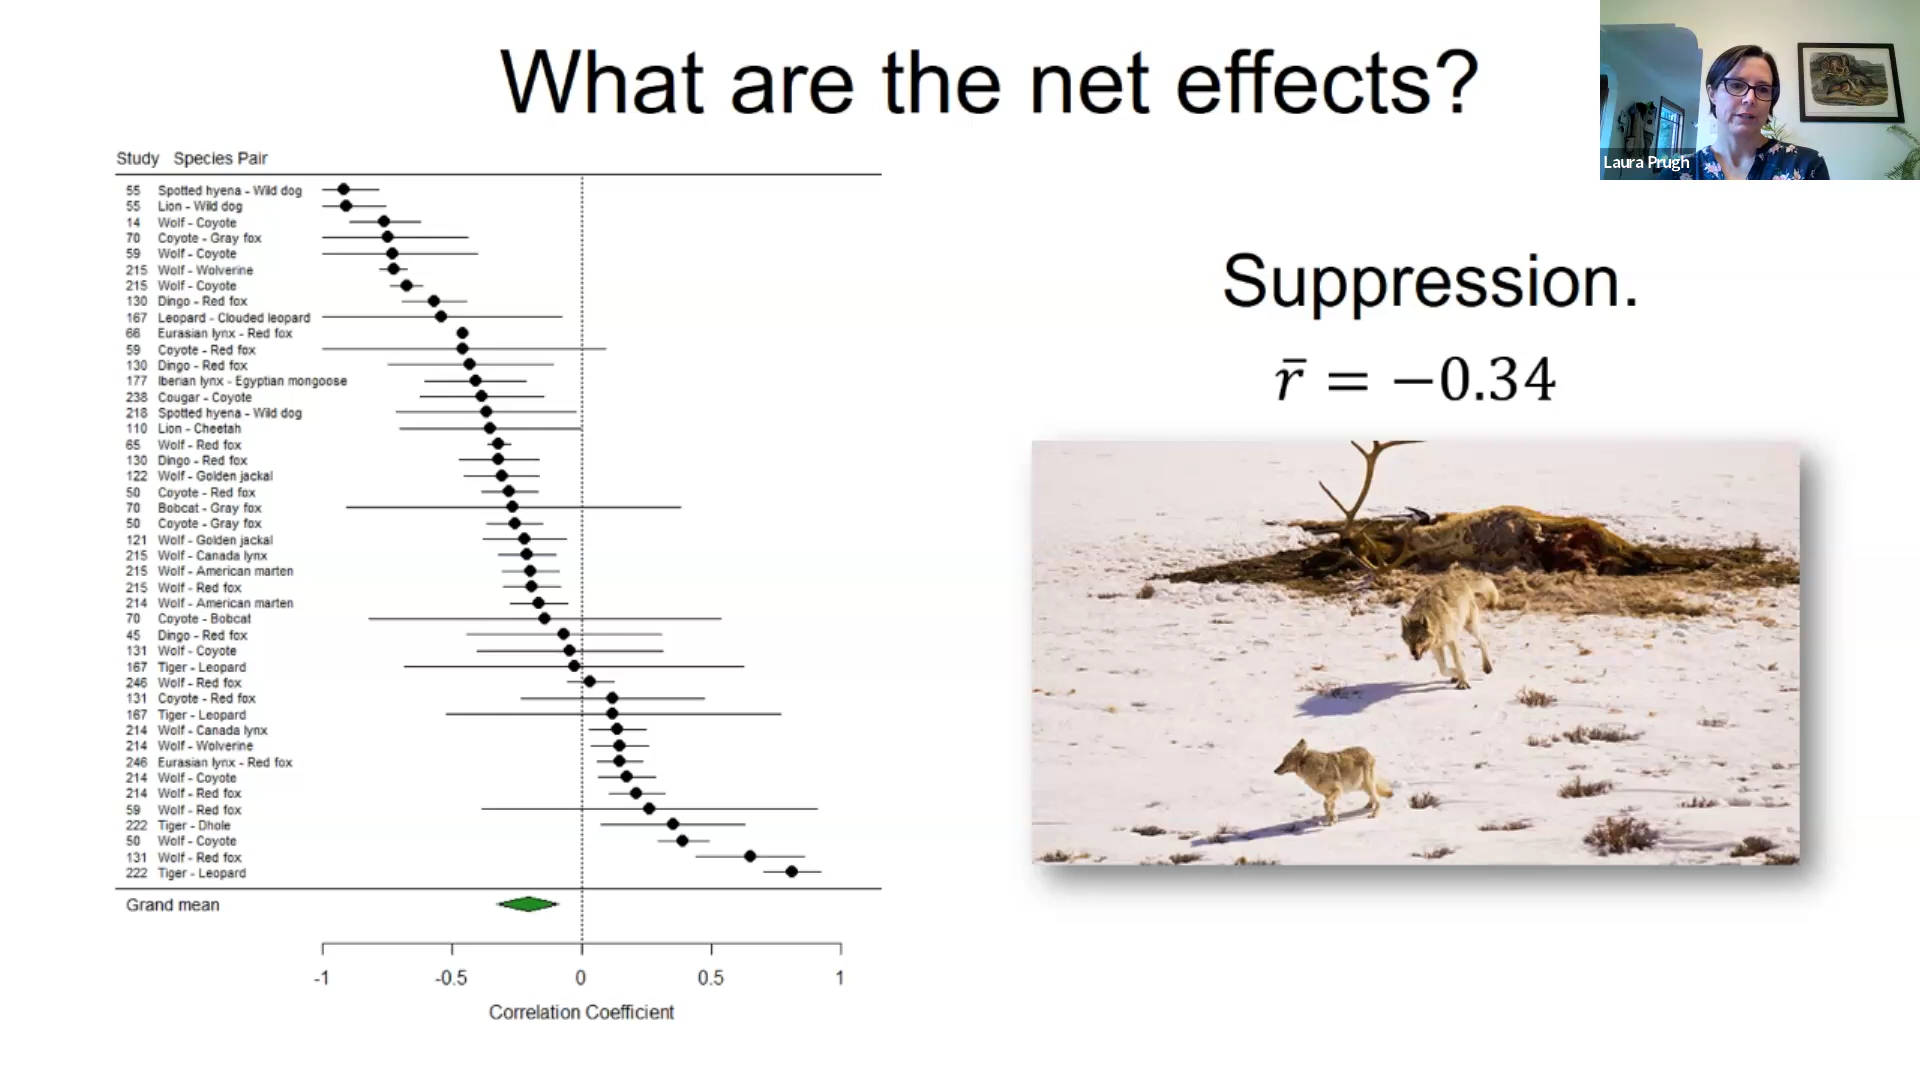 What are the net effects?
Laura Prugh
Study Species Pair
55 Spotted hyena - Wild dog
55 Lion - Wild dog
14 Wolf - Coyote
70 Coyote - Gray fox
59 Wolf - Coyote
215 Wolf - Wolverine
215 Wolf - Coyote
130 Dingo - Red fox
167 Leopard - Clouded leopard
66 Eurasian lynx - Red fox
59 Coyote - Red fox
130 Dingo - Red fox
177 Iberian lynx - Egyptian mongoose
238 Cougar - Coyote
218 Spotted hyena - Wild dog
110 Lion - Cheetah
65 Wolf - Red fox
130 Dingo - Red fox
122 Wolf - Golden jackal
50 Coyote - Red fox
70 Bobcat - Gray fox
50 Coyote - Gray fox
121 Wolf - Golden jackal
215 Wolf - Canada lynx
215 Wolf - American marten
215 Wolf - Red fox
214 Wolf - American marten
70 Coyote - Bobcat
45 Dingo - Red fox
131 Wolf - Coyote
167 Tiger - Leopard
246 Wolf - Red fox
131 Coyote - Red fox
167 Tiger - Leopard
214 Wolf - Canada lynx
214 Wolf - Wolverine
246 Eurasian lynx - Red fox
214 Wolf - Coyote
214 Wolf - Red fox
59 Wolf - Red fox
222 Tiger - Dhole
50 Wolf - Coyote
131 Wolf - Red fox
222 Tiger - Leopard
Grand mean
-1 -0.5 0 0.5 1
Correlation Coefficient
Suppression.
r̄ = −0.34